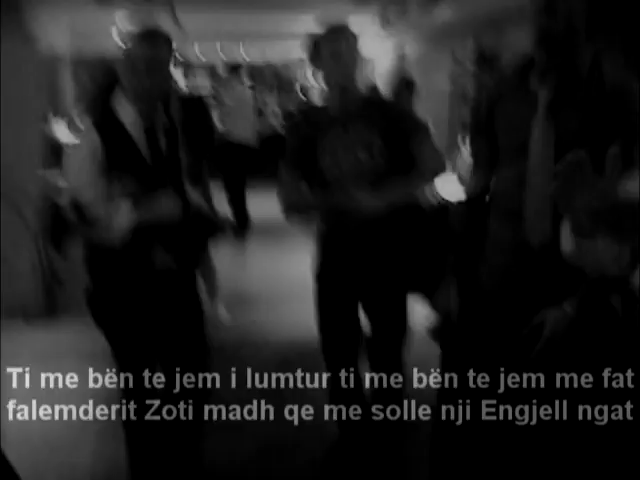 Ti me bën te jem i lumtur ti me bën te jem me fat
falemderit Zoti madh qe me solle nji Engjell ngat